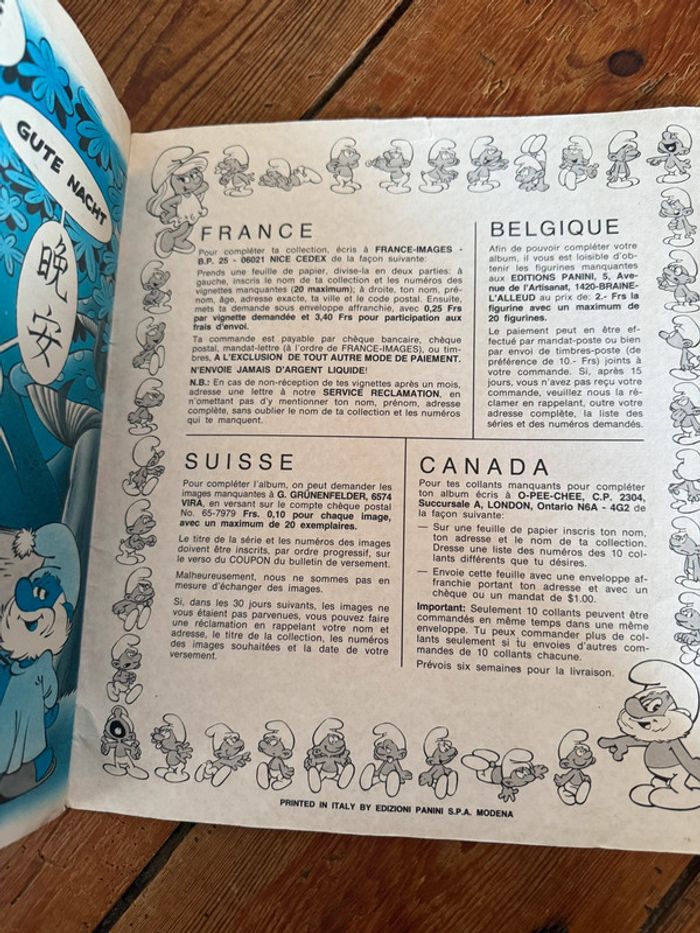 GUTE NACHT
晚
安
FRANCE
Pour compléter ta collection, écris à FRANCE-IMAGES -
B.P. 25 - 06021 NICE CEDEX de la façon suivante:
Prends une feuille de papier, divise-la en deux parties: à
gauche, inscris le nom de ta collection et les numéros des
vignettes manquantes (20 maximum); à droite, ton nom, pré-
nom, âge, adresse exacte, ta ville et le code postal. Ensuite,
mets ta demande sous enveloppe affranchie, avec 0,25 Frs
par vignette demandée et 3,40 Frs pour participation aux
frais d'envoi.
Ta commande est payable par chèque bancaire, chèque
postal, mandat-lettre (à l'ordre de FRANCE-IMAGES), ou tim-
bres, A L'EXCLUSION DE TOUT AUTRE MODE DE PAIEMENT.
N'ENVOIE JAMAIS D'ARGENT LIQUIDE!
N.B.: En cas de non-réception de tes vignettes après un mois,
adresse une lettre à notre SERVICE RECLAMATION, en
n'omettant pas d'y mentionner ton nom, prénom, adresse
complète, sans oublier le nom de ta collection et les numéros
qui te manquent.
BELGIQUE
Afin de pouvoir compléter votre
album, il vous est loisible d'ob-
tenir les figurines manquantes
aux EDITIONS PANINI, 5, Ave-
nue de l'Artisanat, 1420-BRAINE-
L'ALLEUD au prix de: 2.- Frs la
figurine avec un maximum de
20 figurines.
Le paiement peut en être ef-
fectué par mandat-poste ou bien
par envoi de timbres-poste (de
préférence de 10.- Frs) joints à
votre commande. Si, après 15
jours, vous n'avez pas reçu votre
commande, veuillez nous la ré-
clamer en rappelant, outre votre
adresse complète, la liste des
séries et des numéros demandés.
SUISSE
Pour compléter l'album, on peut demander les
images manquantes à G. GRÜNENFELDER, 6574
VIRA, en versant sur le compte chèque postal
No. 65-7979 Frs. 0,10 pour chaque image,
avec un maximum de 20 exemplaires.
Le titre de la série et les numéros des images
doivent être inscrits, par ordre progressif, sur
le verso du COUPON du bulletin de versement.
Malheureusement, nous ne sommes pas en
mesure d'échanger des images.
Si, dans les 30 jours suivants, les images ne
vous étaient pas parvenues, vous pouvez faire
une réclamation en rappelant votre nom et
adresse, le titre de la collection, les numéros
des images souhaitées et la date de votre
versement.
CANADA
Pour tes collants manquants pour compléter
ton album écris à O-PEE-CHEE, C.P. 2304,
Succursale A, LONDON, Ontario N6A - 4G2 de
la façon suivante:
— Sur une feuille de papier inscris ton nom,
ton adresse et le nom de ta collection.
Dresse une liste des numéros des 10 col-
lants différents que tu désires.
— Envoie cette feuille avec une enveloppe af-
franchie portant ton adresse et avec un
chèque ou un mandat de $1.00.
Important: Seulement 10 collants peuvent être
commandés en même temps dans une même
enveloppe. Tu peux commander plus de col-
lants seulement si tu envoies d'autres com-
mandes de 10 collants chacune.
Prévois six semaines pour la livraison.
PRINTED IN ITALY BY EDIZIONI PANINI S.P.A. MODENA